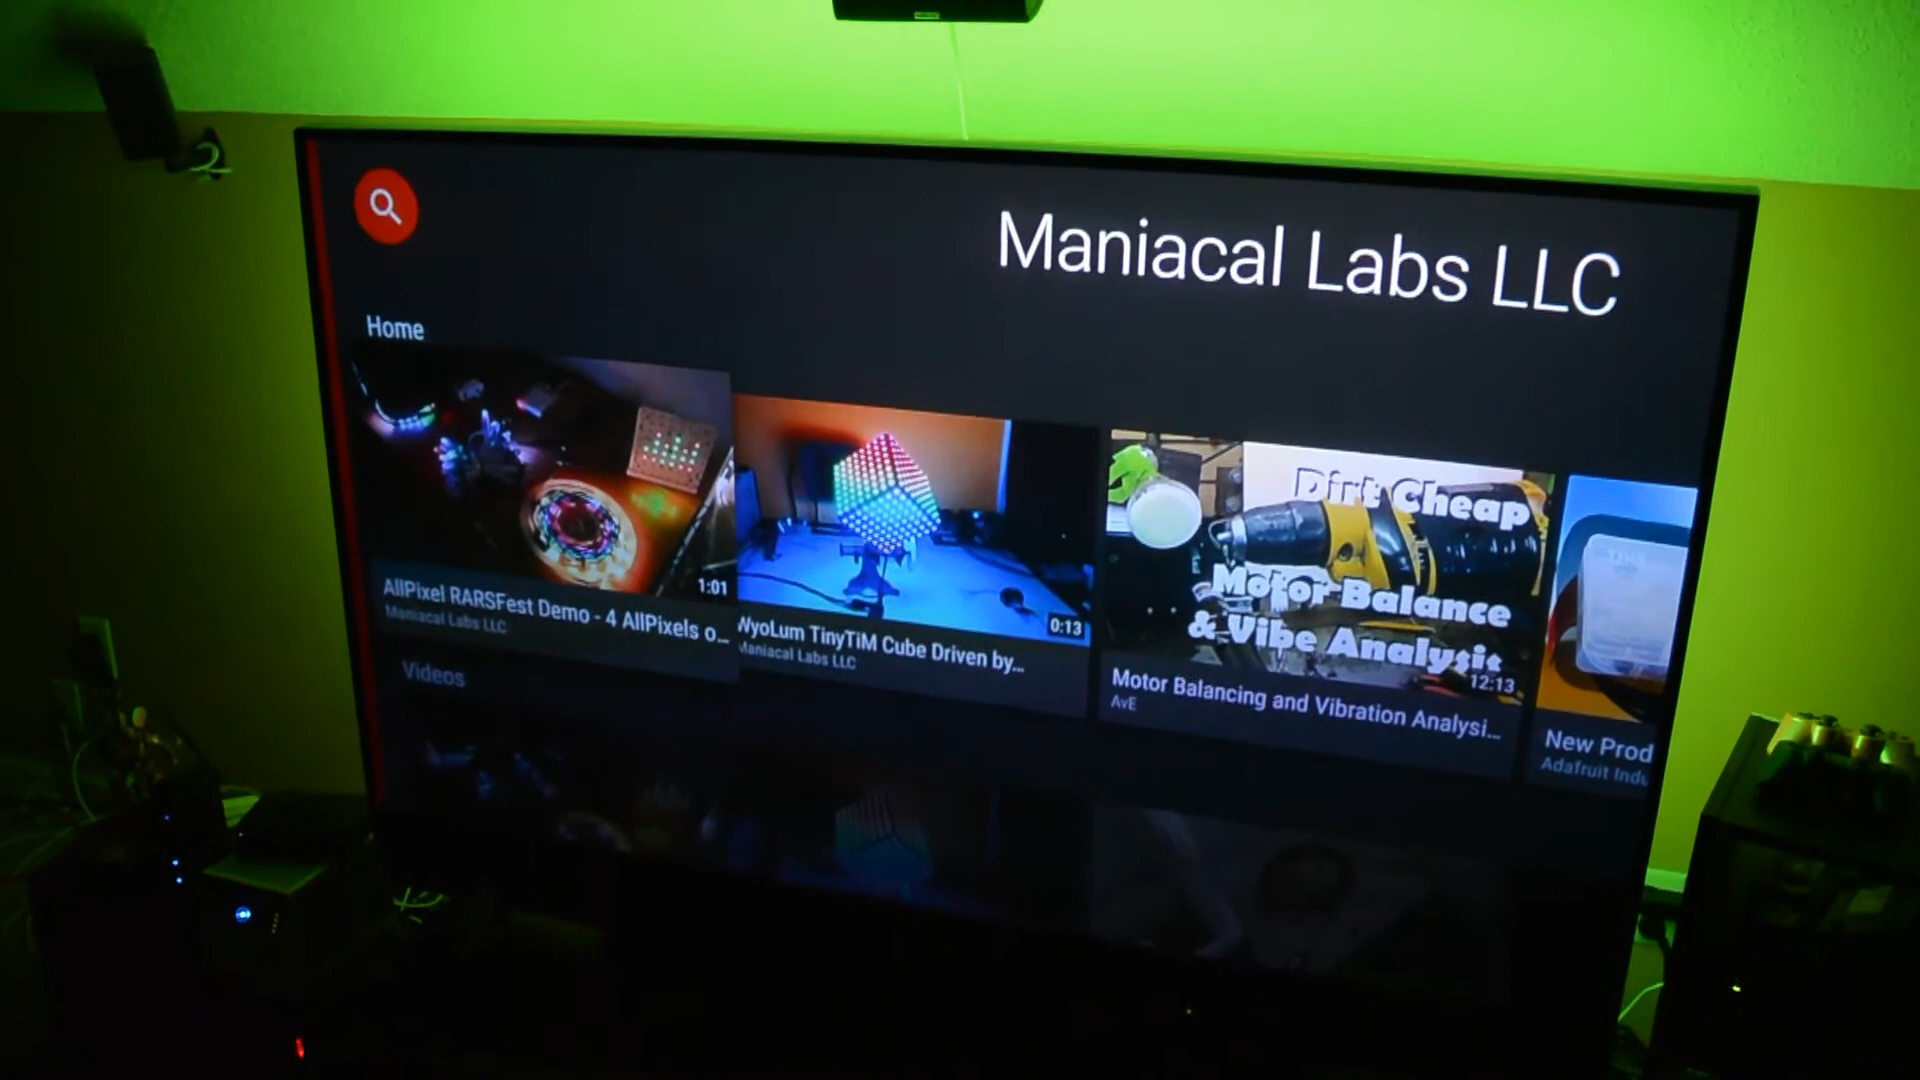 Maniacal Labs LLC
Home
1:01
AllPixel RARSFest Demo - 4 AllPixels o...
Maniacal Labs LLC
0:13
WyoLum TinyTiM Cube Driven by...
Maniacal Labs LLC
Dirt Cheap
Motor Balance
& Vibe Analysis
12:13
Motor Balancing and Vibration Analysi...
AvE
New Prod
Adafruit Indu
Videos